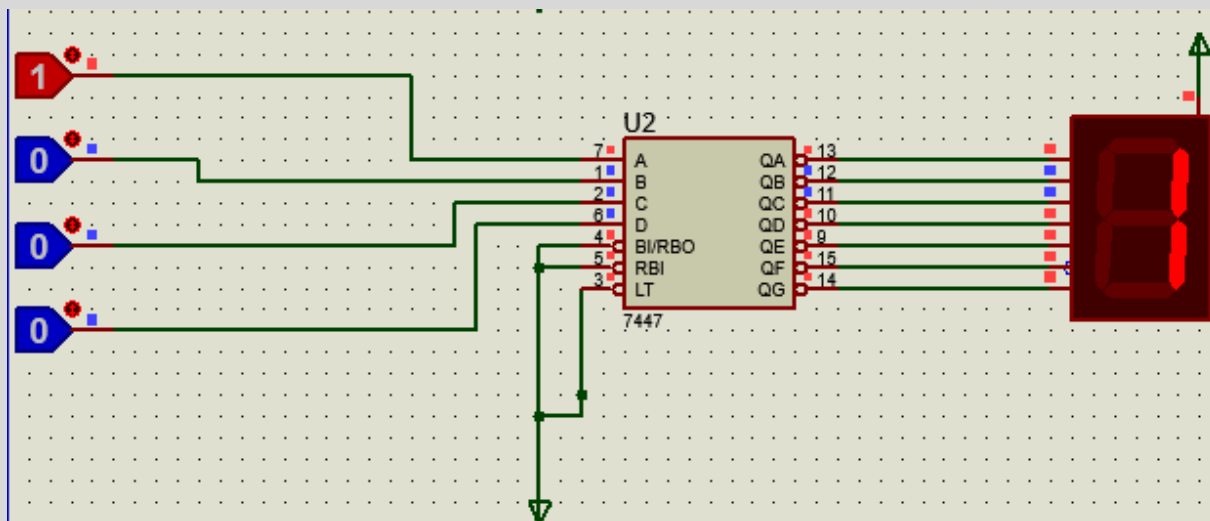 1
0
0
0
U2
7 A QA 13
1 B QB 12
2 C QC 11
6 D QD 10
4 BI/RBO QE 9
5 RBI QF 15
3 LT QG 14
7447
1